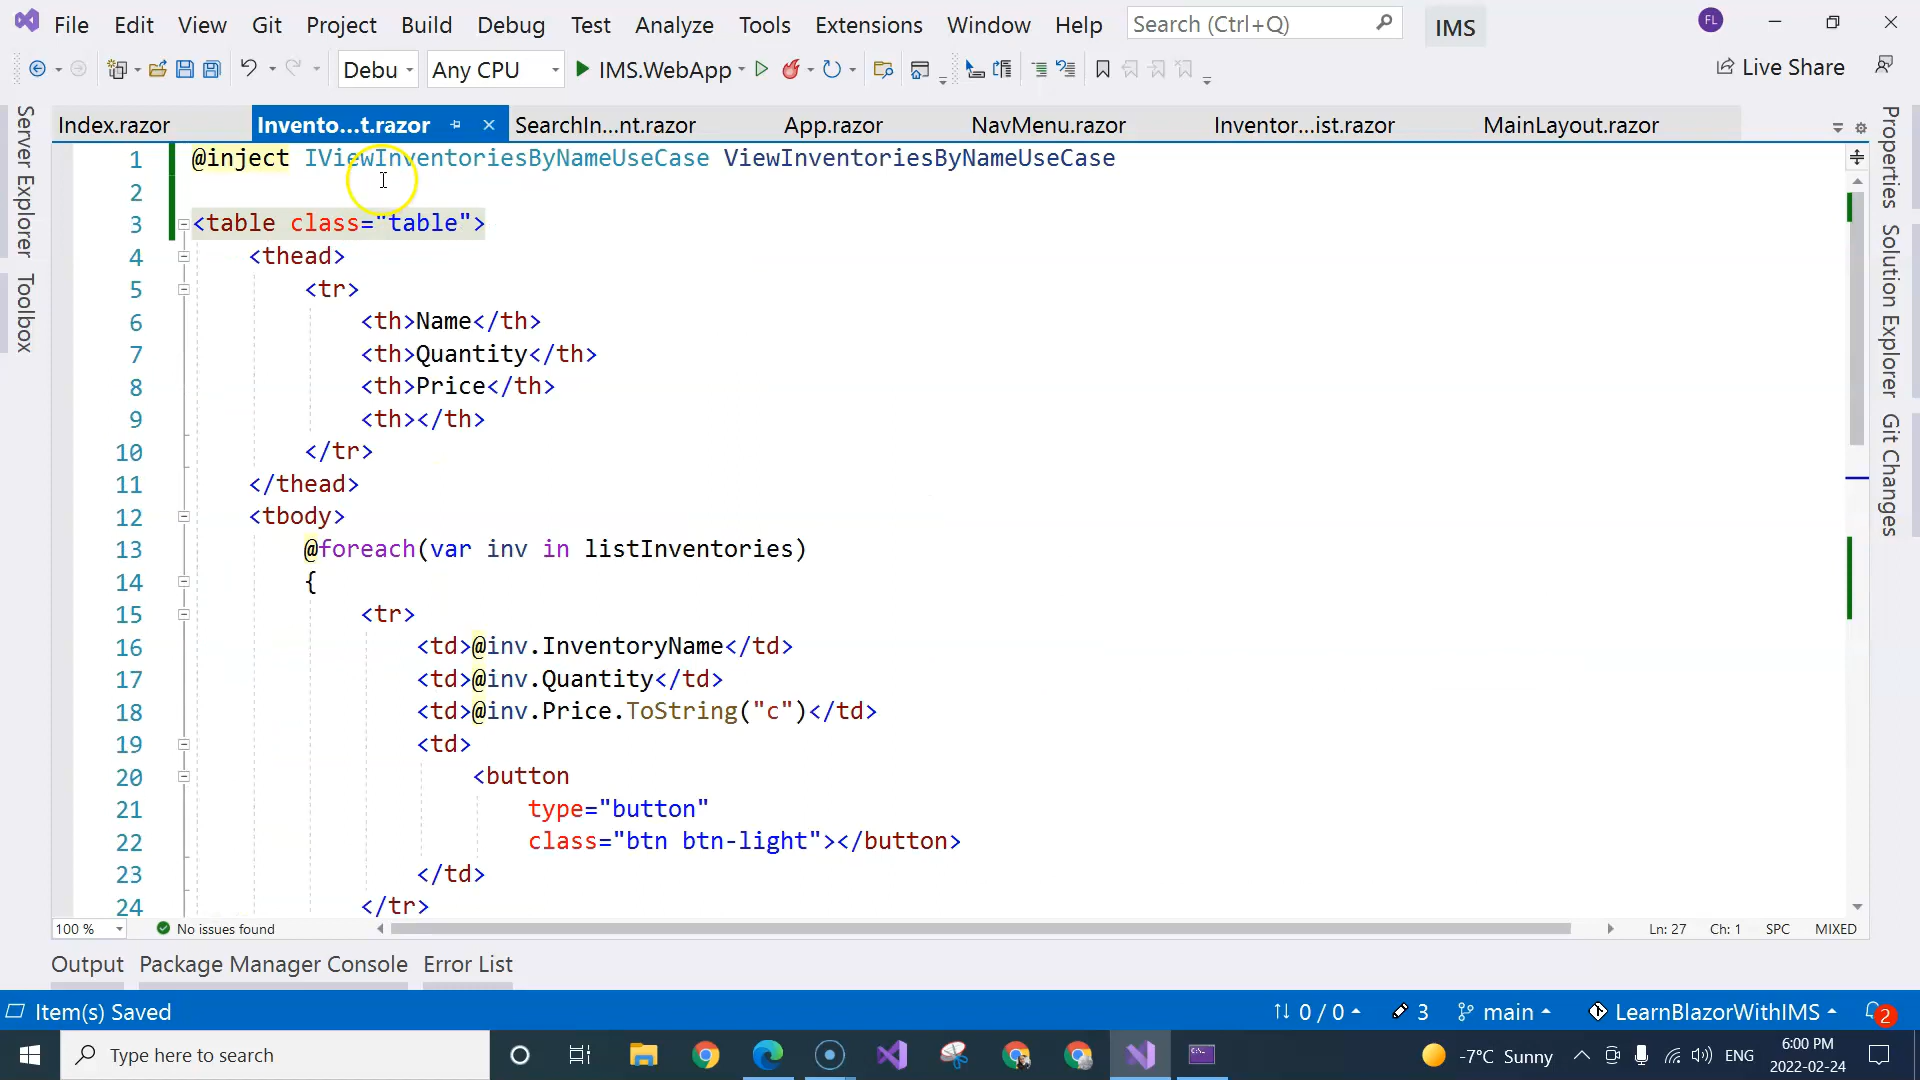 File Edit View Git Project Build Debug Test Analyze Tools Extensions Window Help Search (Ctrl+Q) IMS FL
Debu Any CPU IMS.WebApp Live Share
Server Explorer
Toolbox
Index.razor Invento...t.razor SearchIn...nt.razor App.razor NavMenu.razor Inventor...ist.razor MainLayout.razor
1 @inject IViewInventoriesByNameUseCase ViewInventoriesByNameUseCase
2
3 <table class="table">
4 <thead>
5 <tr>
6 <th>Name</th>
7 <th>Quantity</th>
8 <th>Price</th>
9 <th></th>
10 </tr>
11 </thead>
12 <tbody>
13 @foreach(var inv in listInventories)
14 {
15 <tr>
16 <td>@inv.InventoryName</td>
17 <td>@inv.Quantity</td>
18 <td>@inv.Price.ToString("c")</td>
19 <td>
20 <button
21 type="button"
22 class="btn btn-light"></button>
23 </td>
24 </tr>
Properties
Solution Explorer
Git Changes
100 % No issues found Ln: 27 Ch: 1 SPC MIXED
Output Package Manager Console Error List
Item(s) Saved 0 / 0 3 main LearnBlazorWithIMS 2
Type here to search -7°C Sunny ENG 6:00 PM
2022-02-24